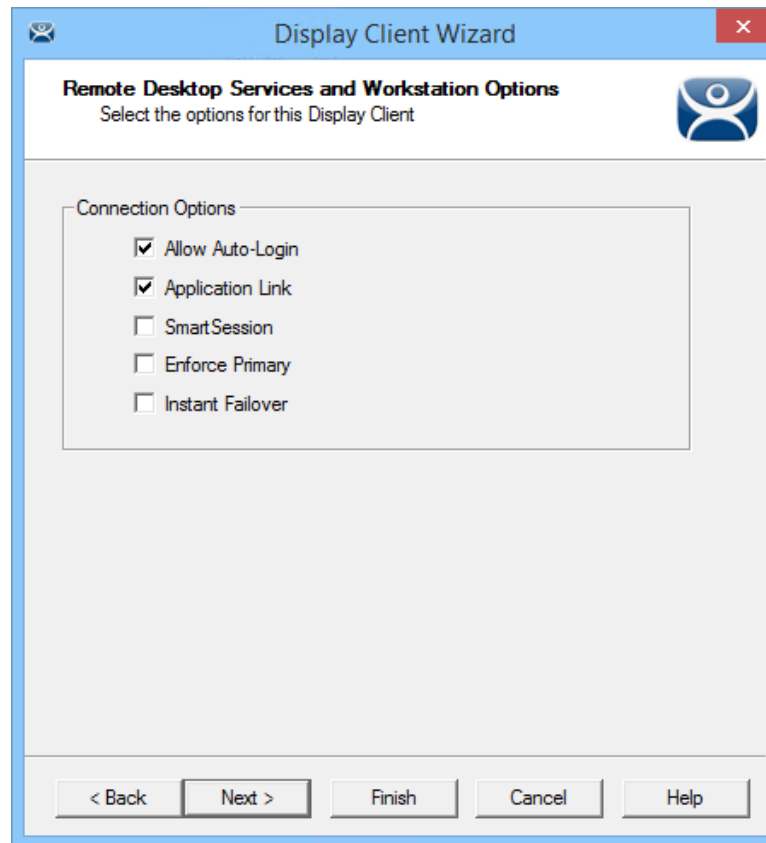 Display Client Wizard
Remote Desktop Services and Workstation Options
Select the options for this Display Client
Connection Options
Allow Auto-Login
Application Link
SmartSession
Enforce Primary
Instant Failover
< Back Next > Finish Cancel Help